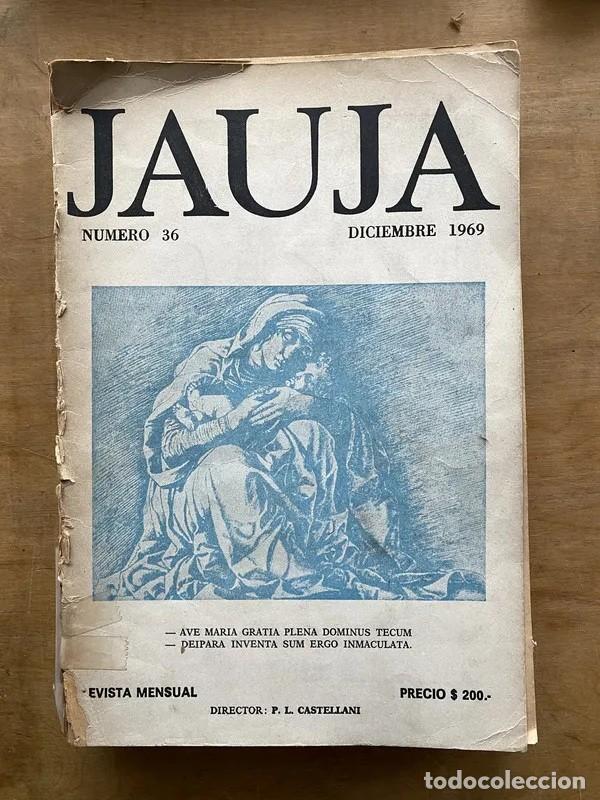 JAUJA
NUMERO 36
DICIEMBRE 1969
— AVE MARIA GRATIA PLENA DOMINUS TECUM
— DEIPARA INVENTA SUM ERGO INMACULATA.
EVISTA MENSUAL
PRECIO $ 200.-
DIRECTOR: P. L. CASTELLANI
todocoleccion